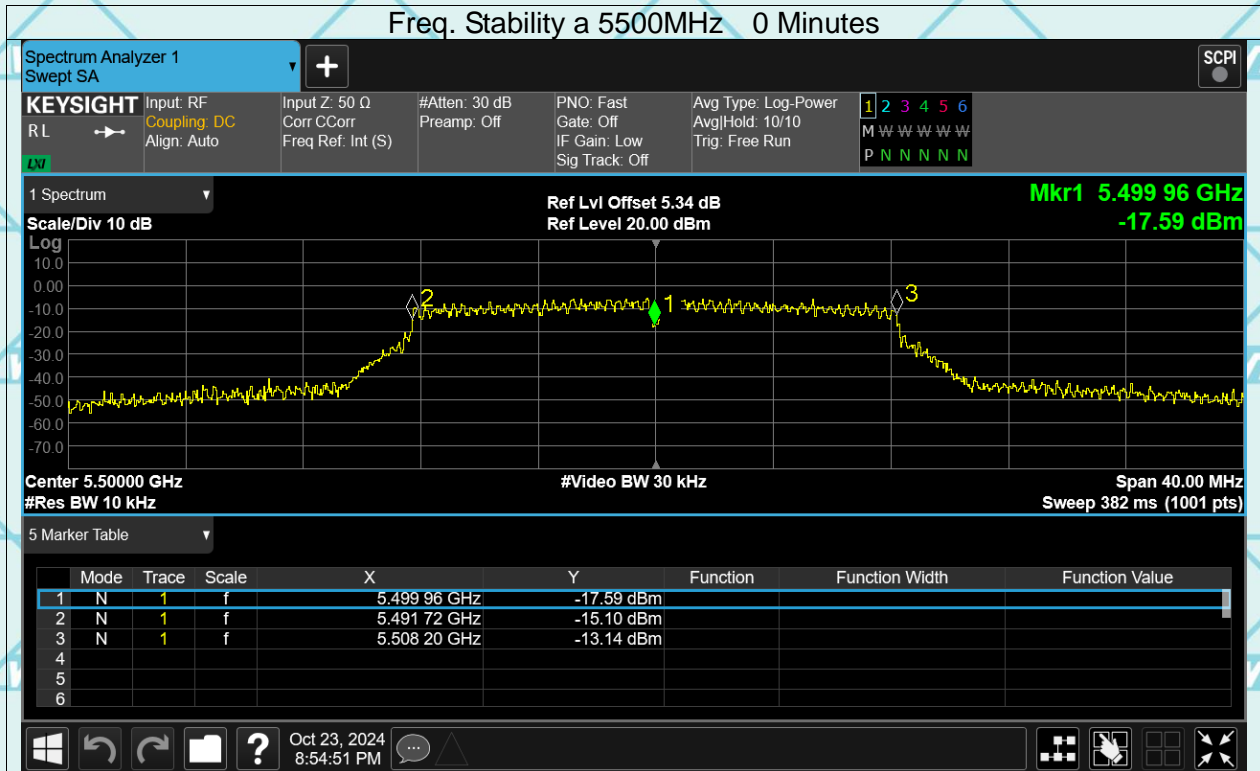 Freq. Stability a 5500MHz 0 Minutes
Spectrum Analyzer 1
Swept SA
+
SCPI
KEYSIGHT
R L
LXI
Input: RF
Coupling: DC
Align: Auto
Input Z: 50 Ω
Corr CCorr
Freq Ref: Int (S)
#Atten: 30 dB
Preamp: Off
PNO: Fast
Gate: Off
IF Gain: Low
Sig Track: Off
Avg Type: Log-Power
Avg|Hold: 10/10
Trig: Free Run
1 2 3 4 5 6
M W W W W W
P N N N N N
1 Spectrum
Scale/Div 10 dB
Ref Lvl Offset 5.34 dB
Ref Level 20.00 dBm
Mkr1 5.499 96 GHz
-17.59 dBm
Log
10.0
0.00
-10.0
-20.0
-30.0
-40.0
-50.0
-60.0
-70.0
2
1
3
Center 5.50000 GHz
#Res BW 10 kHz
#Video BW 30 kHz
Span 40.00 MHz
Sweep 382 ms (1001 pts)
5 Marker Table
Mode Trace Scale X Y Function Function Width Function Value
1 N 1 f 5.499 96 GHz -17.59 dBm
2 N 1 f 5.491 72 GHz -15.10 dBm
3 N 1 f 5.508 20 GHz -13.14 dBm
4
5
6
?
Oct 23, 2024
8:54:51 PM